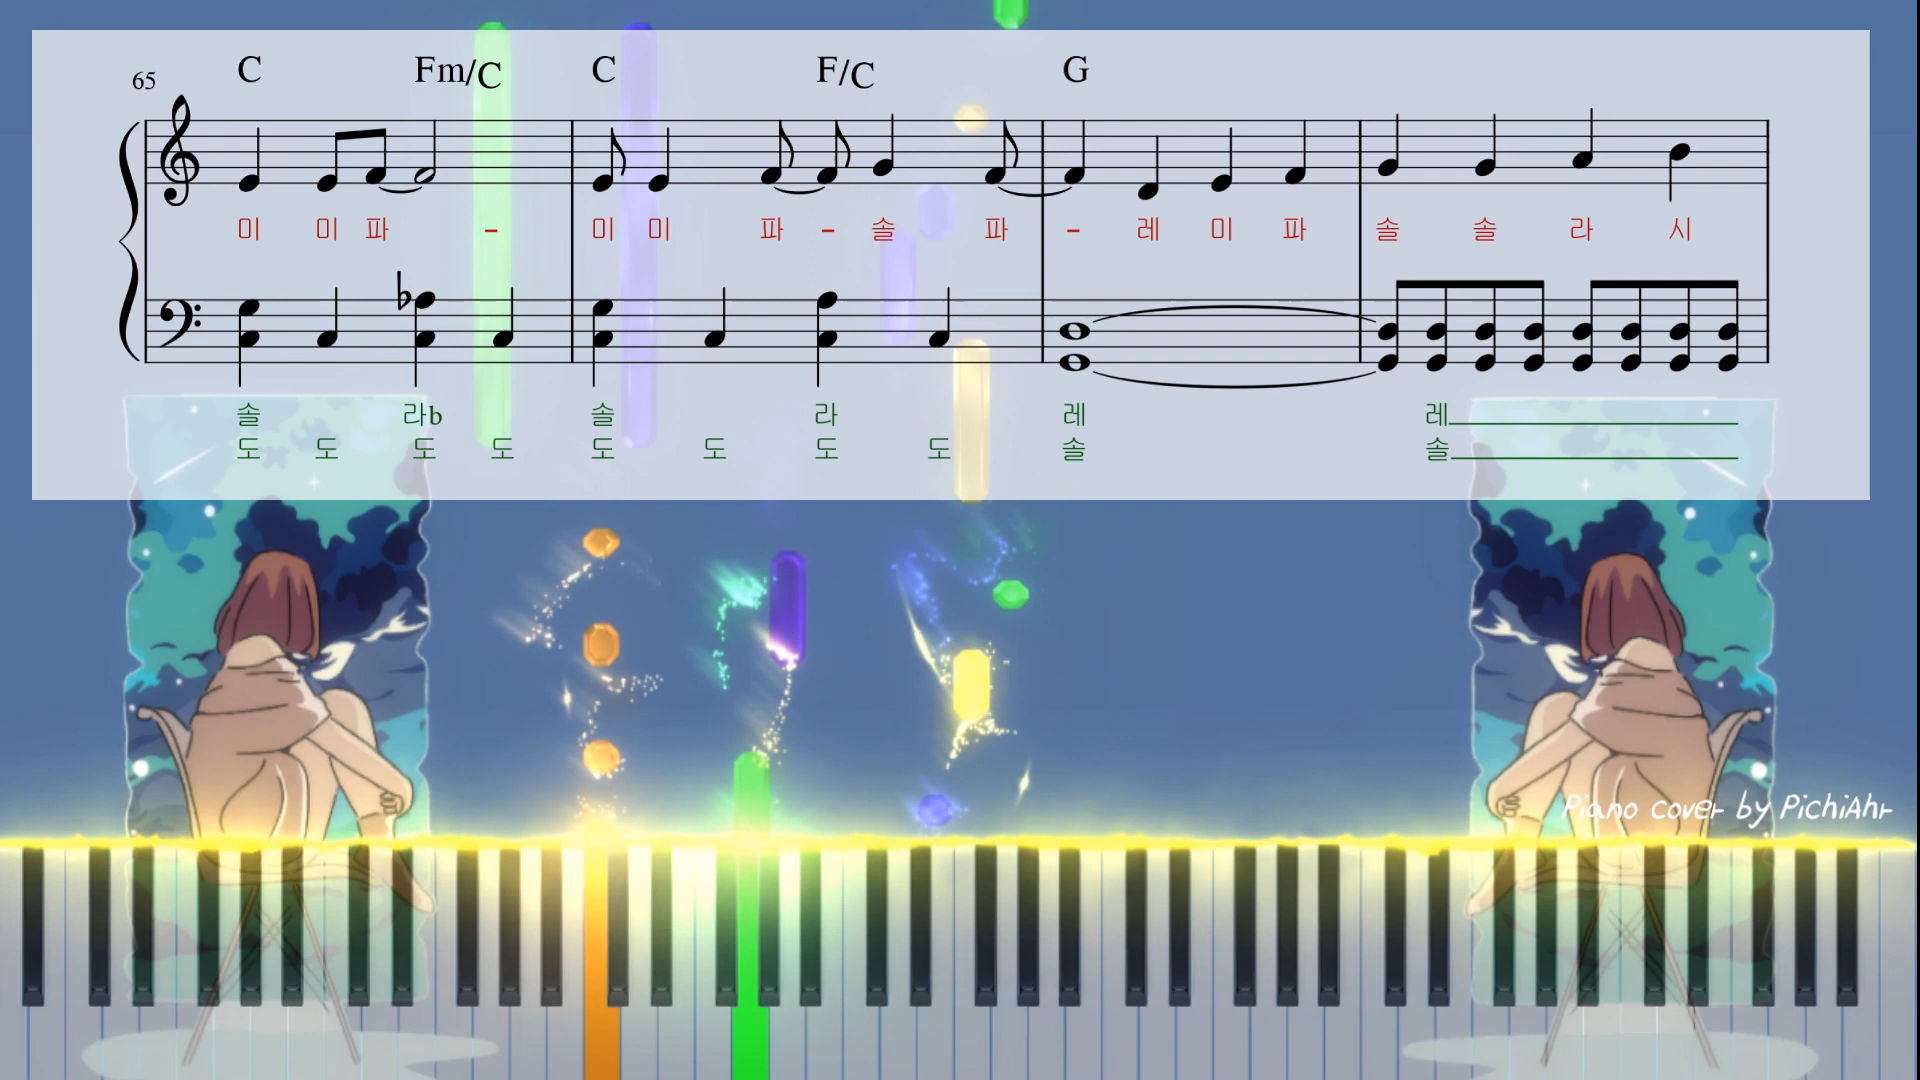 C Fm/C C F/C G
65
미 미 파 - 미 미 파 - 솔 파 - 레 미 파 솔 솔 라 시
솔 라b 솔 라 레 레
도 도 도 도 도 도 도 도 솔 솔
Piano cover by PichiAhr